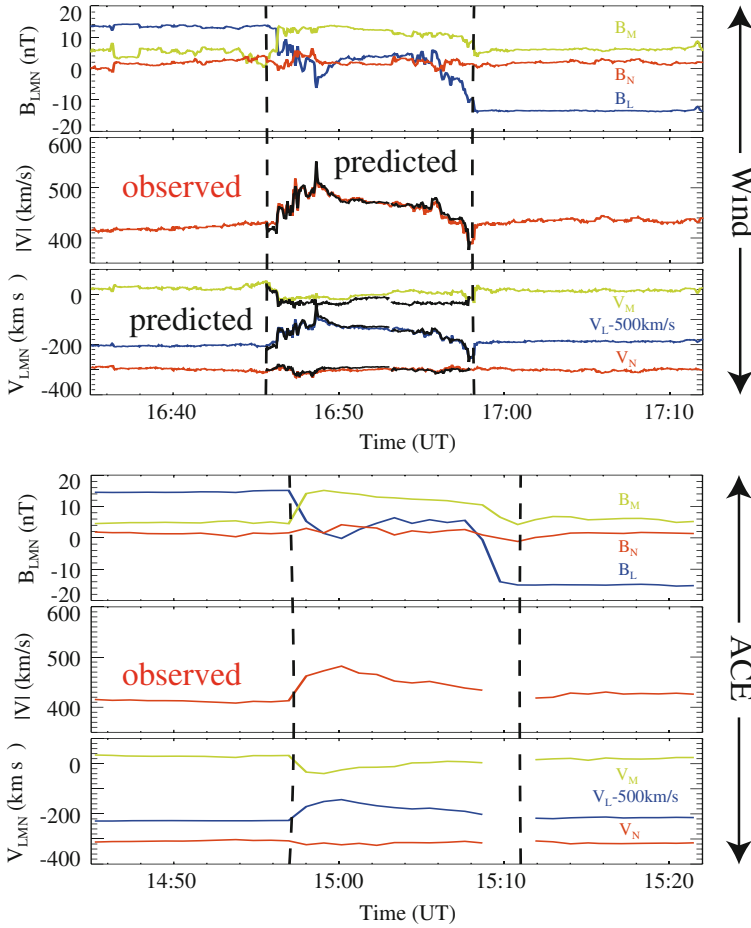 20
10
0
-10
-20
B_LMN (nT)
B_M
B_N
B_L
600
500
400
|V| (km/s)
observed
predicted
0
-200
-400
V_LMN (km s )
predicted
V_M
V_L-500km/s
V_N
16:40 16:50 17:00 17:10
Time (UT)
Wind
20
10
0
-10
-20
B_LMN (nT)
B_M
B_N
B_L
600
500
400
|V| (km/s)
observed
0
-200
-400
V_LMN (km s )
V_M
V_L-500km/s
V_N
14:50 15:00 15:10 15:20
Time (UT)
ACE